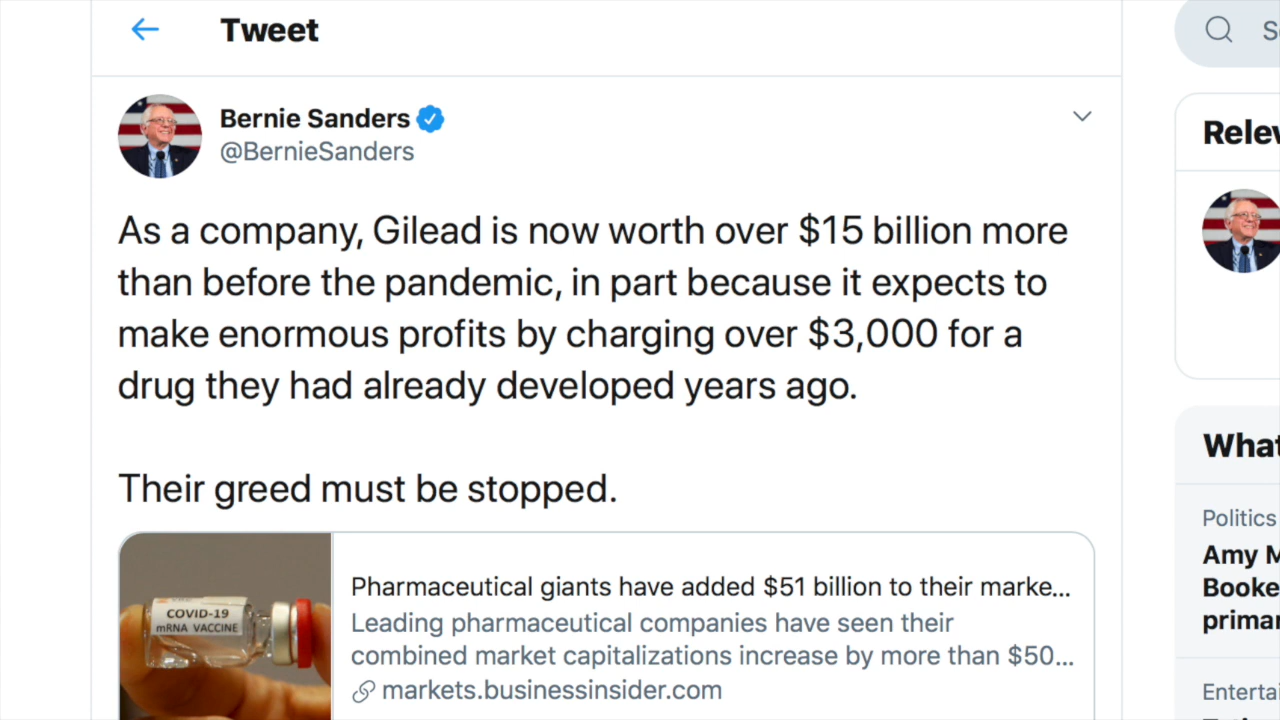 Tweet
Bernie Sanders
@BernieSanders
As a company, Gilead is now worth over $15 billion more
than before the pandemic, in part because it expects to
make enormous profits by charging over $3,000 for a
drug they had already developed years ago.
Their greed must be stopped.
COVID-19
mRNA VACCINE
Pharmaceutical giants have added $51 billion to their marke...
Leading pharmaceutical companies have seen their
combined market capitalizations increase by more than $50...
markets.businessinsider.com
Relev
What
Politics
Amy M
Booke
primar
Entertai